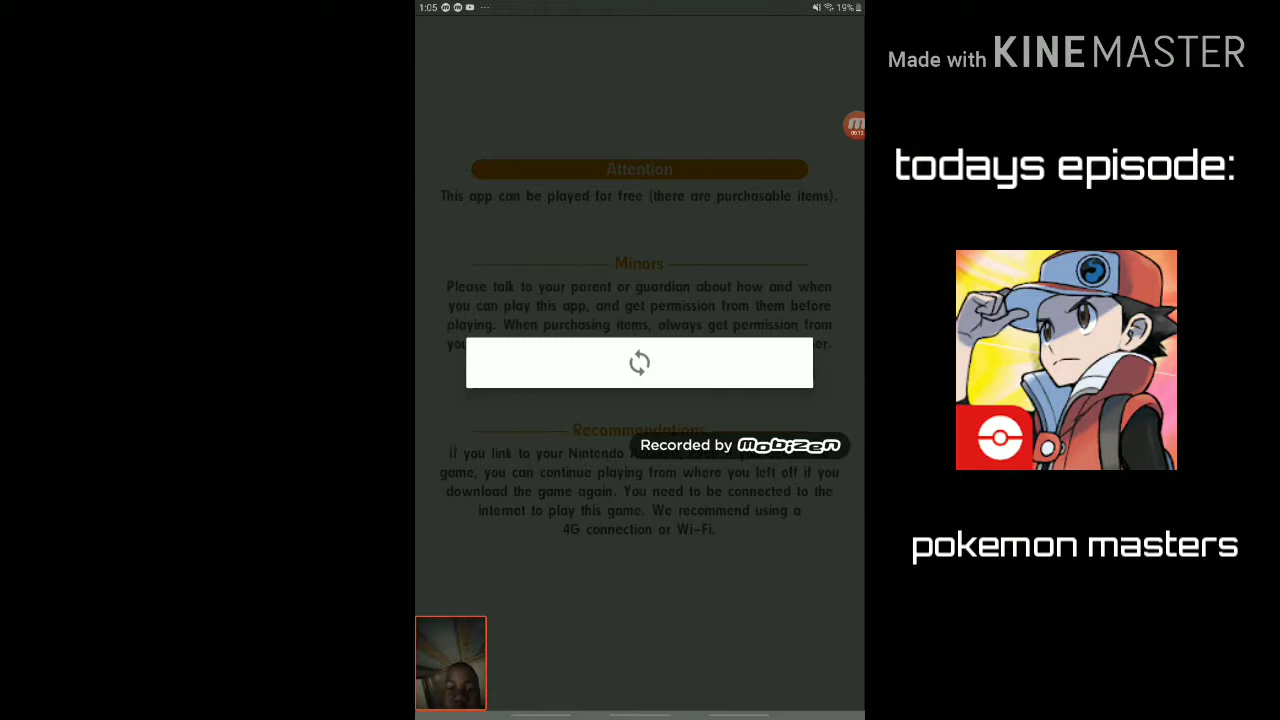 1:05
19%
Made with KINEMASTER
00:12
todays episode:
Attention
This app can be played for free (there are purchasable items).
Minors
Please talk to your parent or guardian about how and when
you can play this app, and get permission from them before
playing. When purchasing items, always get permission from
Recommendations
Recorded by mobizen
If you link to your Nintendo
game, you can continue playing from where you left off if you
download the game again. You need to be connected to the
internet to play this game. We recommend using a
4G connection or Wi-Fi.
pokemon masters